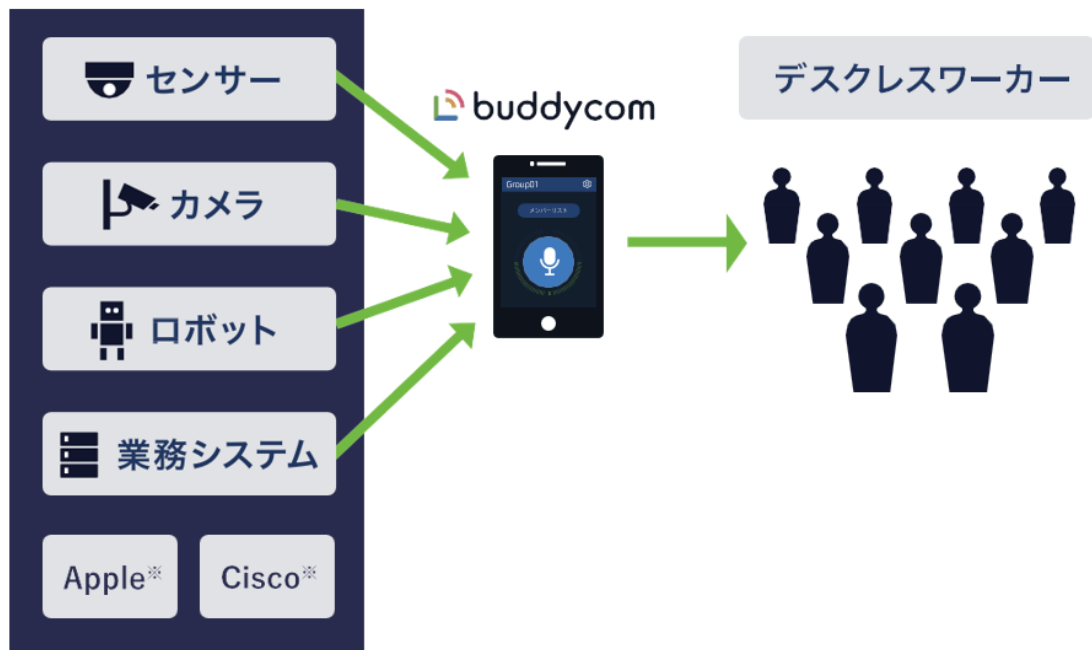 センサー
カメラ
ロボット
業務システム
Apple※
Cisco※
buddycom
Group01
メンバーリスト
デスクレスワーカー